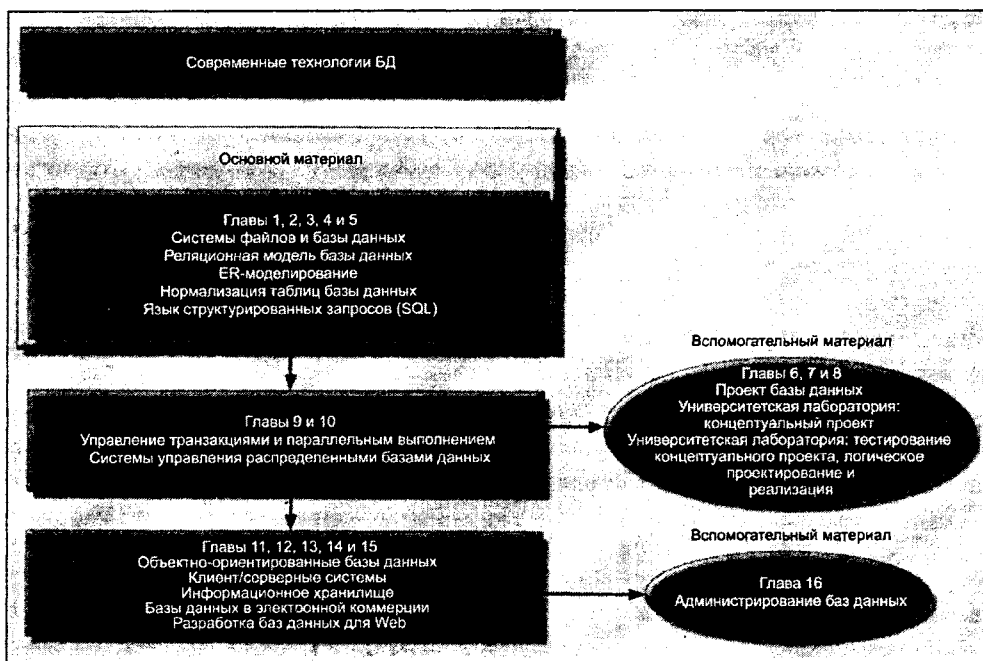 Современные технологии БД
Основной материал
Главы 1, 2, 3, 4 и 5
Системы файлов и базы данных
Реляционная модель базы данных
ER-моделирование
Нормализация таблиц базы данных
Язык структурированных запросов (SQL)
Главы 9 и 10
Управление транзакциями и параллельным выполнением
Системы управления распределенными базами данных
Вспомогательный материал
Главы 6, 7 и 8
Проект базы данных
Университетская лаборатория:
концептуальный проект
Университетская лаборатория: тестирование
концептуального проекта, логическое
проектирование и
реализация
Главы 11, 12, 13, 14 и 15
Объектно-ориентированные базы данных
Клиент/серверные системы
Информационное хранилище
Базы данных в электронной коммерции
Разработка баз данных для Web
Вспомогательный материал
Глава 16
Администрирование баз данных